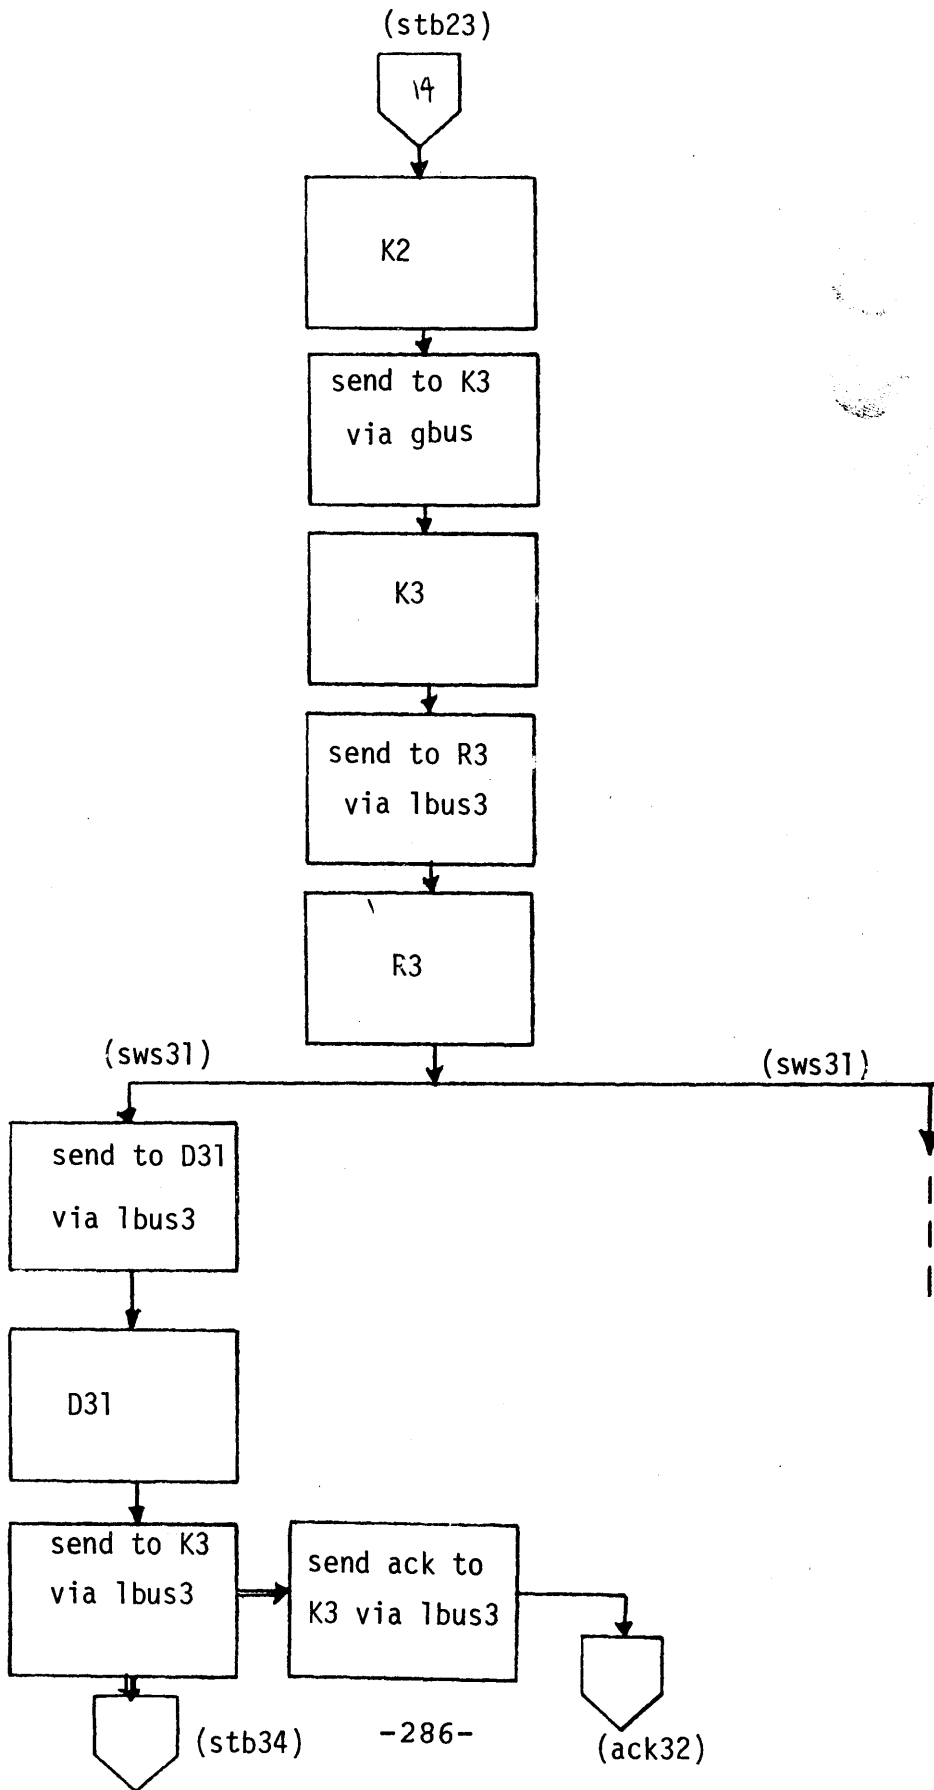 (stb23)
14
K2
send to K3
via gbus
K3
send to R3
via lbus3
R3
(sws31)
(sws31)
send to D31
via lbus3
D31
send to K3
via lbus3
send ack to
K3 via lbus3
(stb34)
-286-
(ack32)